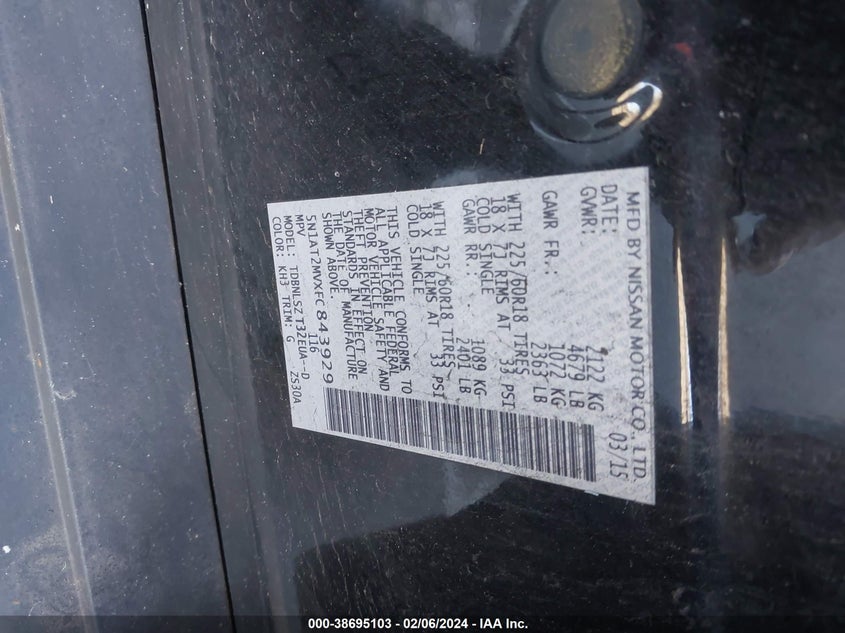 MFD BY NISSAN MOTOR CO., LTD.
DATE: 03/15
GVWR: 2122 KG
4679 LB
GAWR FR.: 1072 KG
2363 LB
WITH 225/60R18 TIRES
18 X 7J RIMS AT 33 PSI
COLD SINGLE
GAWR RR.: 1089 KG
2401 LB
WITH 225/60R18 TIRES
18 X 7J RIMS AT 33 PSI
COLD SINGLE
THIS VEHICLE CONFORMS TO
ALL APPLICABLE FEDERAL
MOTOR VEHICLE SAFETY AND
THEFT PREVENTION
STANDARDS IN EFFECT ON
THE DATE OF MANUFACTURE
SHOWN ABOVE.
5N1AT2MVXFC843929
MPV 116
MODEL: TDBNLSZ T32EUA--D
COLOR: KH3 TRIM: G ZS30A
000-38695103 - 02/06/2024 - IAA Inc.